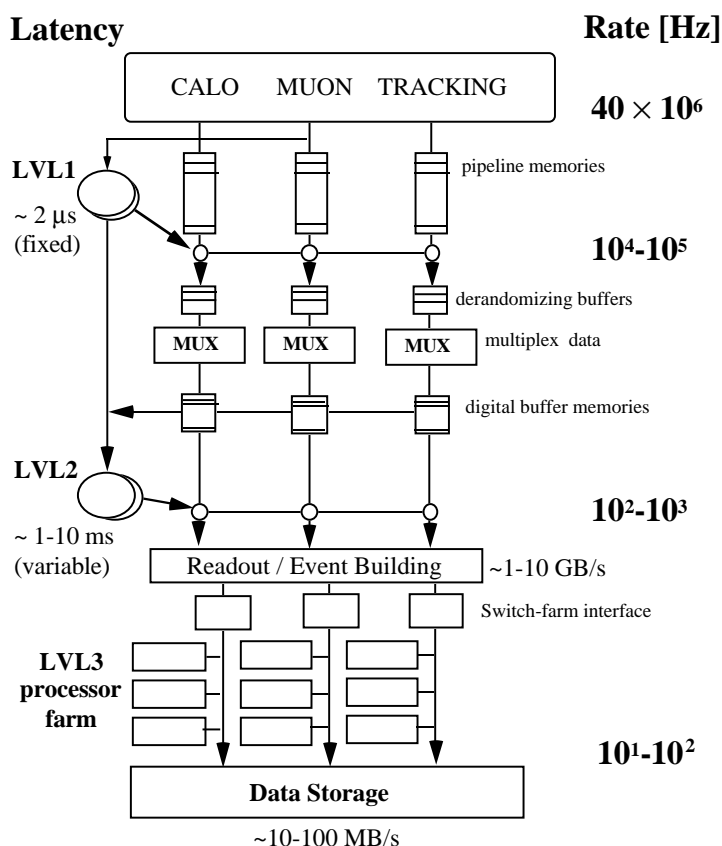 Latency
Rate [Hz]
CALO MUON TRACKING
40 × 10⁶
LVL1
pipeline memories
~ 2 μs
(fixed)
10⁴-10⁵
derandomizing buffers
MUX MUX MUX
multiplex data
digital buffer memories
LVL2
10²-10³
~ 1-10 ms
(variable)
Readout / Event Building
~1-10 GB/s
Switch-farm interface
LVL3
processor
farm
10¹-10²
Data Storage
~10-100 MB/s